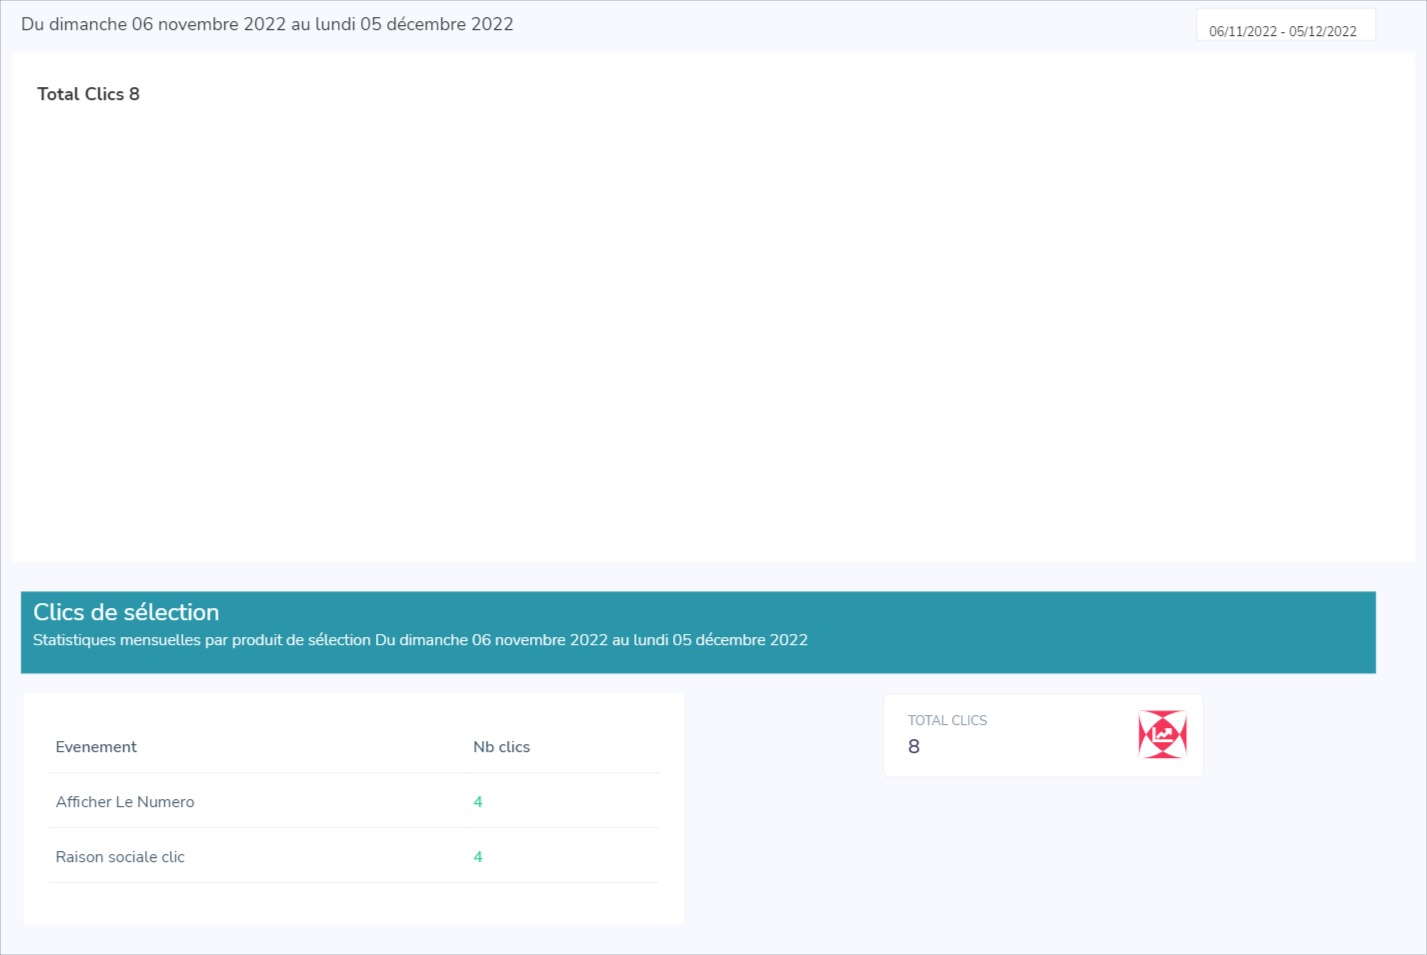 Du dimanche 06 novembre 2022 au lundi 05 décembre 2022
06/11/2022 - 05/12/2022
Total Clics 8
Clics de sélection
Statistiques mensuelles par produit de sélection Du dimanche 06 novembre 2022 au lundi 05 décembre 2022
Evenement Nb clics
Afficher Le Numero 4
Raison sociale clic 4
TOTAL CLICS
8